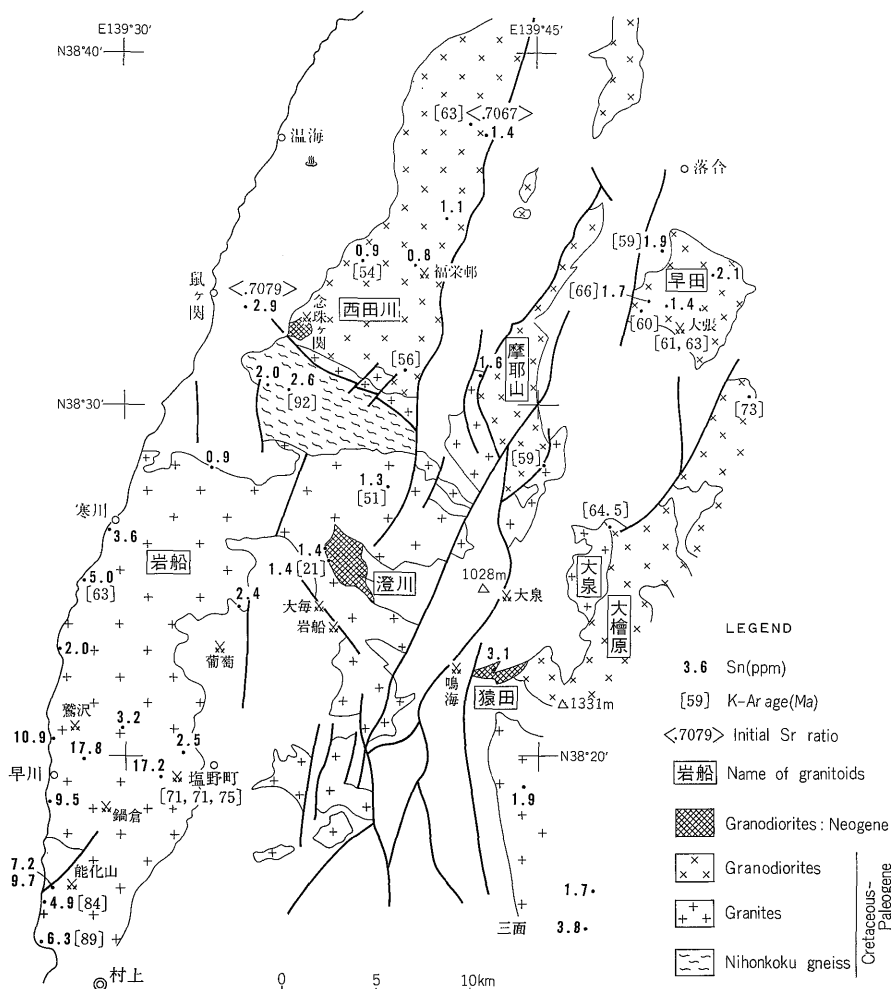 E139°30′
N38°40′
E139°45′
[63] <.7067>
1.4
温海
落合
1.1
[59] 1.9
0.9
[54]
0.8
福栄邨
早田
2.1
[66] 1.7
1.4
大張
[60]
[61, 63]
鼠ヶ関
<.7079>
2.9
念珠ヶ関
西田川
摩耶山
1.6
[56]
2.0
2.6
[92]
N38°30′
[73]
0.9
[59]
1.3
[51]
寒川
3.6
[64.5]
岩船
1.4
1.4 [21]
澄川
1028m
大泉
大泉
大檜原
5.0
[63]
2.4
大毎
岩船
葡萄
2.0
3.1
鳴海
猿田
1331m
鷲沢
3.2
10.9
17.8
2.5
早川
17.2
塩野町
[71, 71, 75]
N38°20′
9.5
鍋倉
1.9
7.2
9.7
能化山
4.9 [84]
6.3 [89]
1.7
三面
3.8
村上
0 5 10km
LEGEND
3.6 Sn(ppm)
[59] K-Ar age(Ma)
<.7079> Initial Sr ratio
岩船 Name of granitoids
Granodiorites : Neogene
Granodiorites
Granites
Nihonkoku gneiss
Cretaceous-
Paleogene